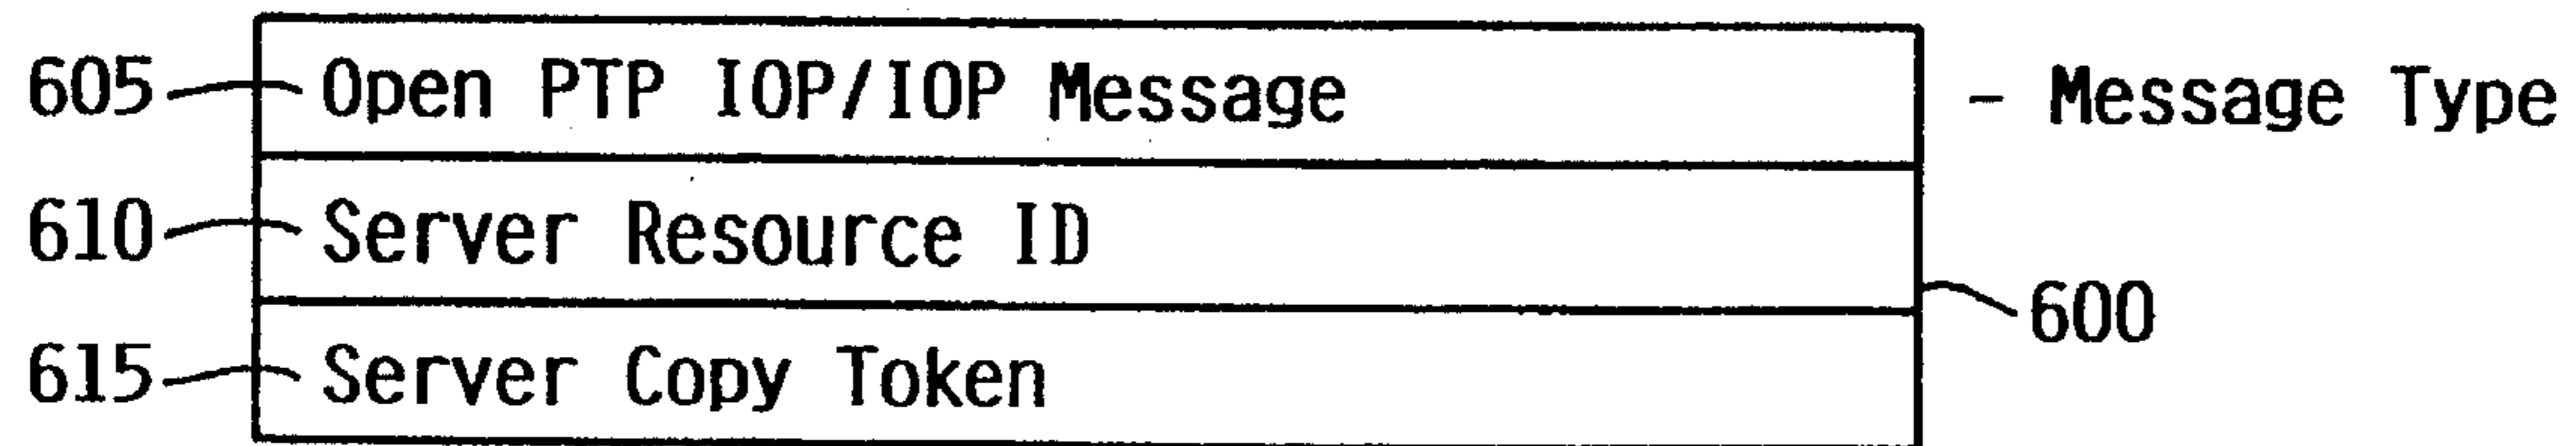 605 Open PTP IOP/IOP Message - Message Type
610 Server Resource ID
600
615 Server Copy Token